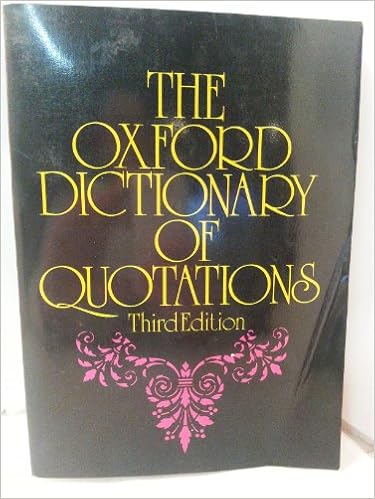 THE
OXFORD
DICTIONARY
OF
QUOTATIONS
Third Edition